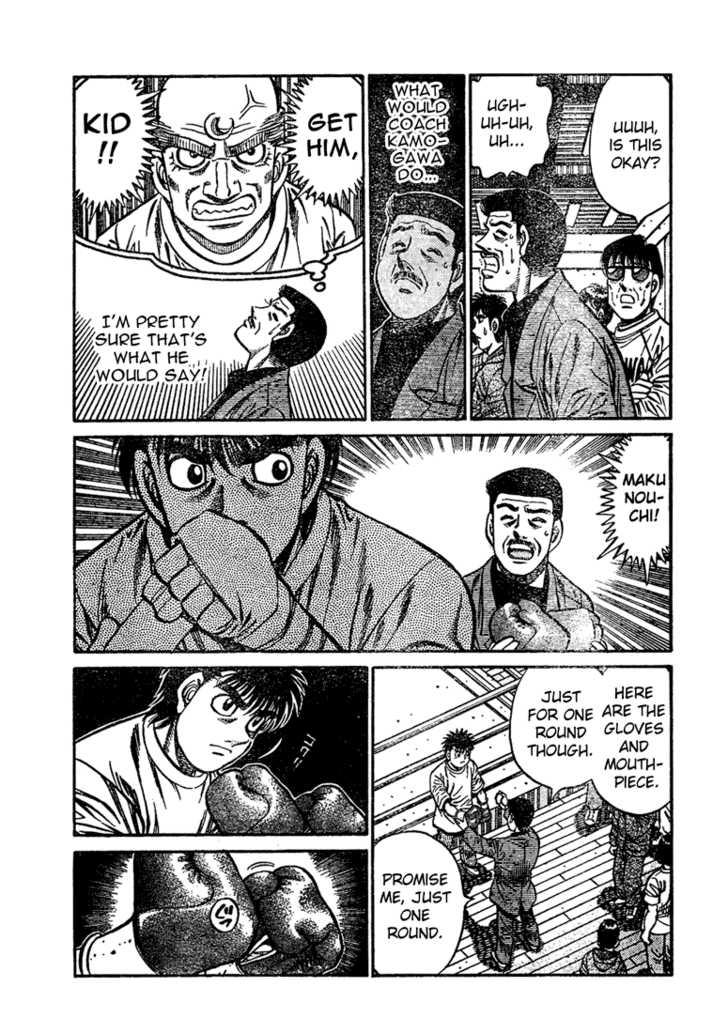 UUUH,
IS THIS
OKAY?
UGH-
UH-UH,
UH...
WHAT
WOULD
COACH
KAMO-
GAWA
DO...
GET
HIM,
KID
!!
I'M PRETTY
SURE THAT'S
WHAT HE
WOULD SAY!
MAKU
NOU-
CHI!
HERE
ARE THE
GLOVES
AND
MOUTH-
PIECE.
JUST
FOR ONE
ROUND
THOUGH.
PROMISE
ME, JUST
ONE
ROUND.